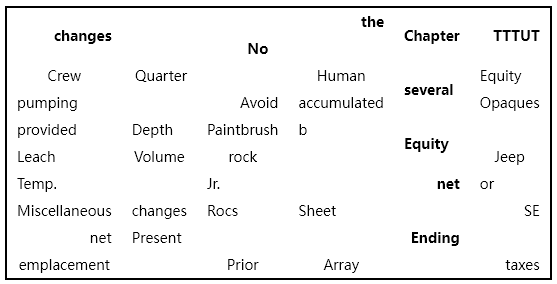 the
changes No Chapter TTTUT
Crew Quarter Human several Equity
pumping Avoid accumulated Opaques
provided Depth Paintbrush b Equity
Leach Volume rock Jeep
Temp. Jr. net or
Miscellaneous changes Rocs Sheet SE
net Present Ending
emplacement Prior Array taxes